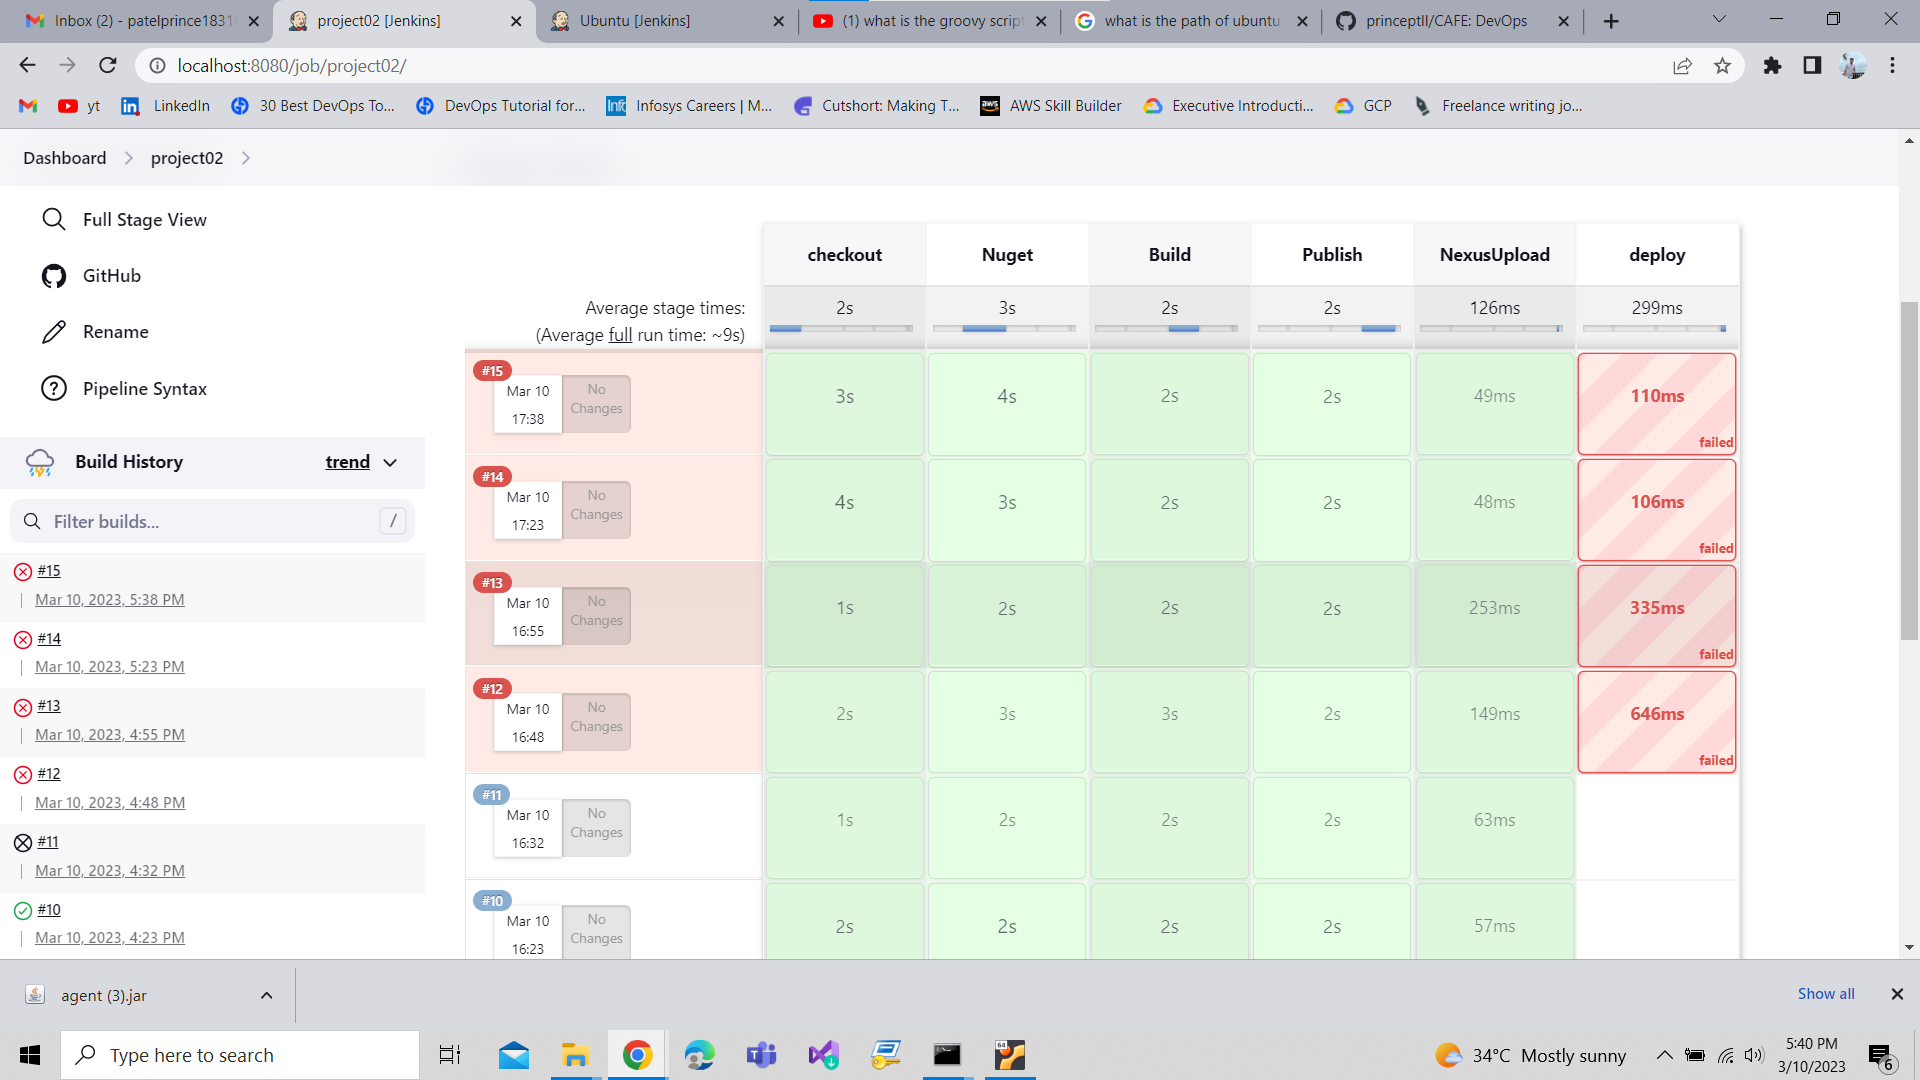 Inbox (2) - patelprince1831
project02 [Jenkins]
Ubuntu [Jenkins]
(1) what is the groovy script
what is the path of ubuntu
princeptll/CAFE: DevOps
localhost:8080/job/project02/
yt
LinkedIn
30 Best DevOps To...
DevOps Tutorial for...
Infosys Careers | M...
Cutshort: Making T...
AWS Skill Builder
Executive Introducti...
GCP
Freelance writing jo...
Dashboard
project02
Full Stage View
GitHub
Rename
Pipeline Syntax
Build History
trend
Filter builds...
/
#15
Mar 10, 2023, 5:38 PM
#14
Mar 10, 2023, 5:23 PM
#13
Mar 10, 2023, 4:55 PM
#12
Mar 10, 2023, 4:48 PM
#11
Mar 10, 2023, 4:32 PM
#10
Mar 10, 2023, 4:23 PM
checkout Nuget Build Publish NexusUpload deploy
Average stage times:
(Average full run time: ~9s)
2s 3s 2s 2s 126ms 299ms
#15
Mar 10
17:38
No
Changes
3s 4s 2s 2s 49ms 110ms
failed
#14
Mar 10
17:23
No
Changes
4s 3s 2s 2s 48ms 106ms
failed
#13
Mar 10
16:55
No
Changes
1s 2s 2s 2s 253ms 335ms
failed
#12
Mar 10
16:48
No
Changes
2s 3s 3s 2s 149ms 646ms
failed
#11
Mar 10
16:32
No
Changes
1s 2s 2s 2s 63ms
#10
Mar 10
16:23
No
Changes
2s 2s 2s 2s 57ms
agent (3).jar
Show all
Type here to search
64
34°C Mostly sunny
5:40 PM
3/10/2023
6